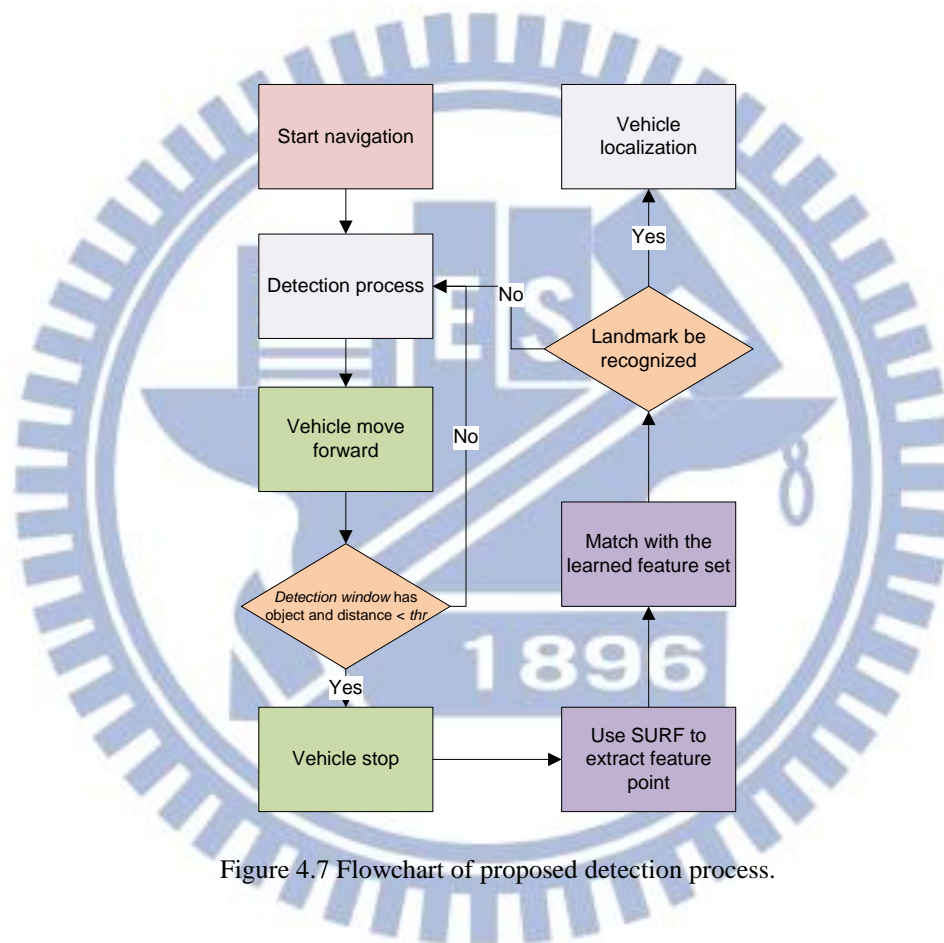 Start navigation
Detection process
Vehicle move
forward
No
Detection window has
object and distance < thr
Yes
Vehicle stop
Use SURF to
extract feature
point
Match with the
learned feature set
Landmark be
recognized
No
Yes
Vehicle
localization
ES
1896
Figure 4.7 Flowchart of proposed detection process.